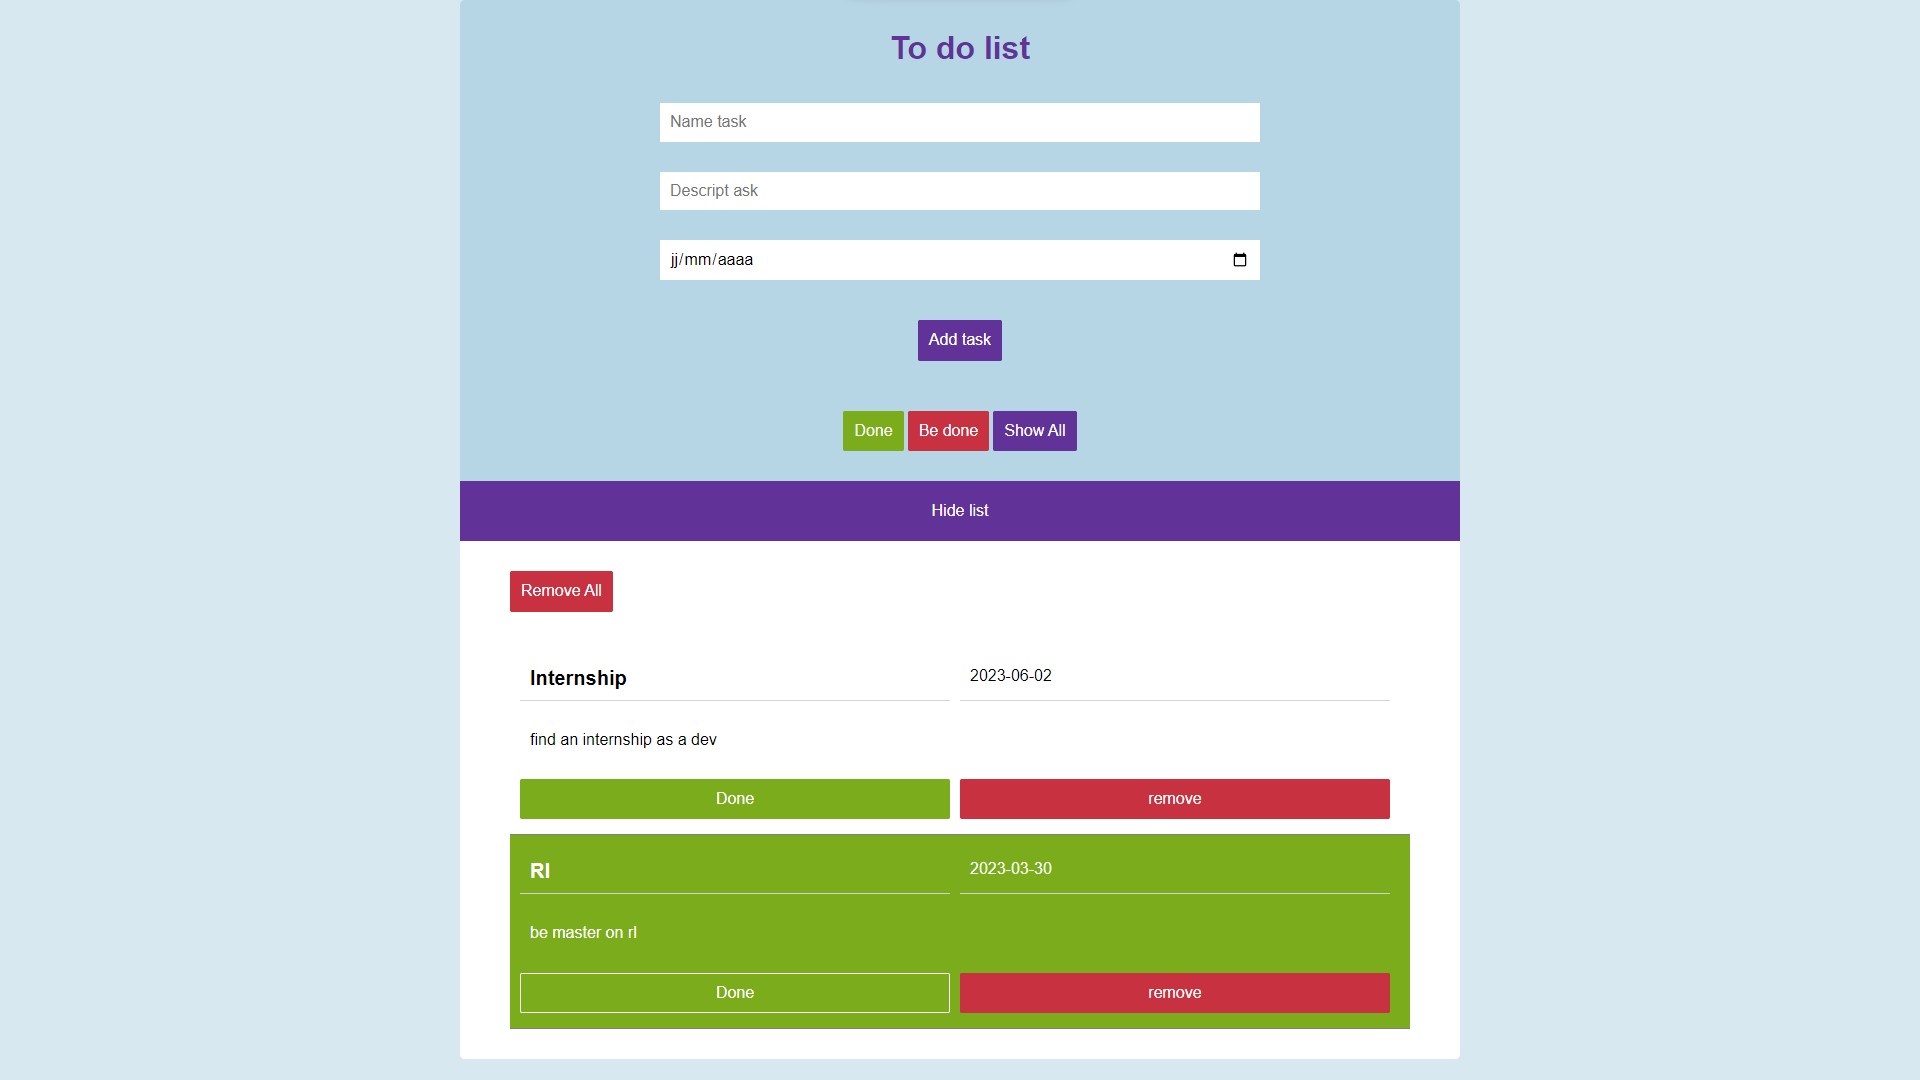 To do list
Name task
Descript ask
jj/mm/aaaa
Add task
Done Be done Show All
Hide list
Remove All
Internship 2023-06-02
find an internship as a dev
Done remove
Rl 2023-03-30
be master on rl
Done remove